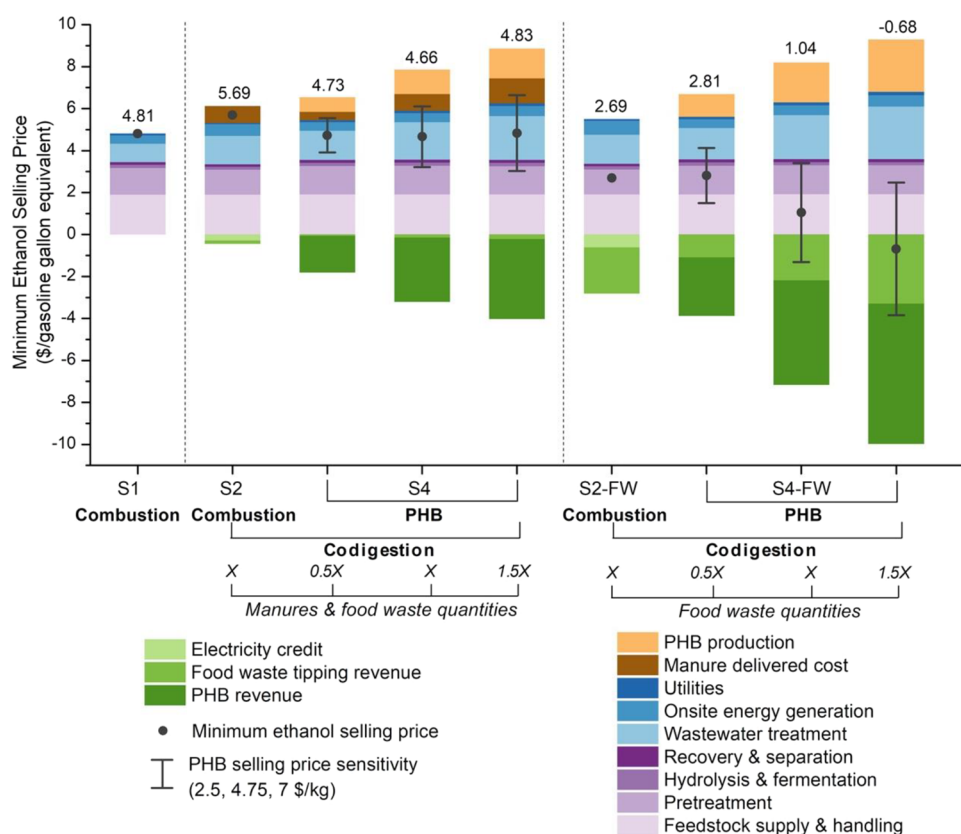 Minimum Ethanol Selling Price
($/gasoline gallon equivalent)
10
8
6
4
2
0
-2
-4
-6
-8
-10
4.81
5.69
4.73
4.66
4.83
2.69
2.81
1.04
-0.68
S1
S2
S4
S2-FW
S4-FW
Combustion
Combustion
PHB
Combustion
PHB
Codigestion
Codigestion
X
0.5X
X
1.5X
X
0.5X
X
1.5X
Manures & food waste quantities
Food waste quantities
Electricity credit
Food waste tipping revenue
PHB revenue
Minimum ethanol selling price
PHB selling price sensitivity
(2.5, 4.75, 7 $/kg)
PHB production
Manure delivered cost
Utilities
Onsite energy generation
Wastewater treatment
Recovery & separation
Hydrolysis & fermentation
Pretreatment
Feedstock supply & handling